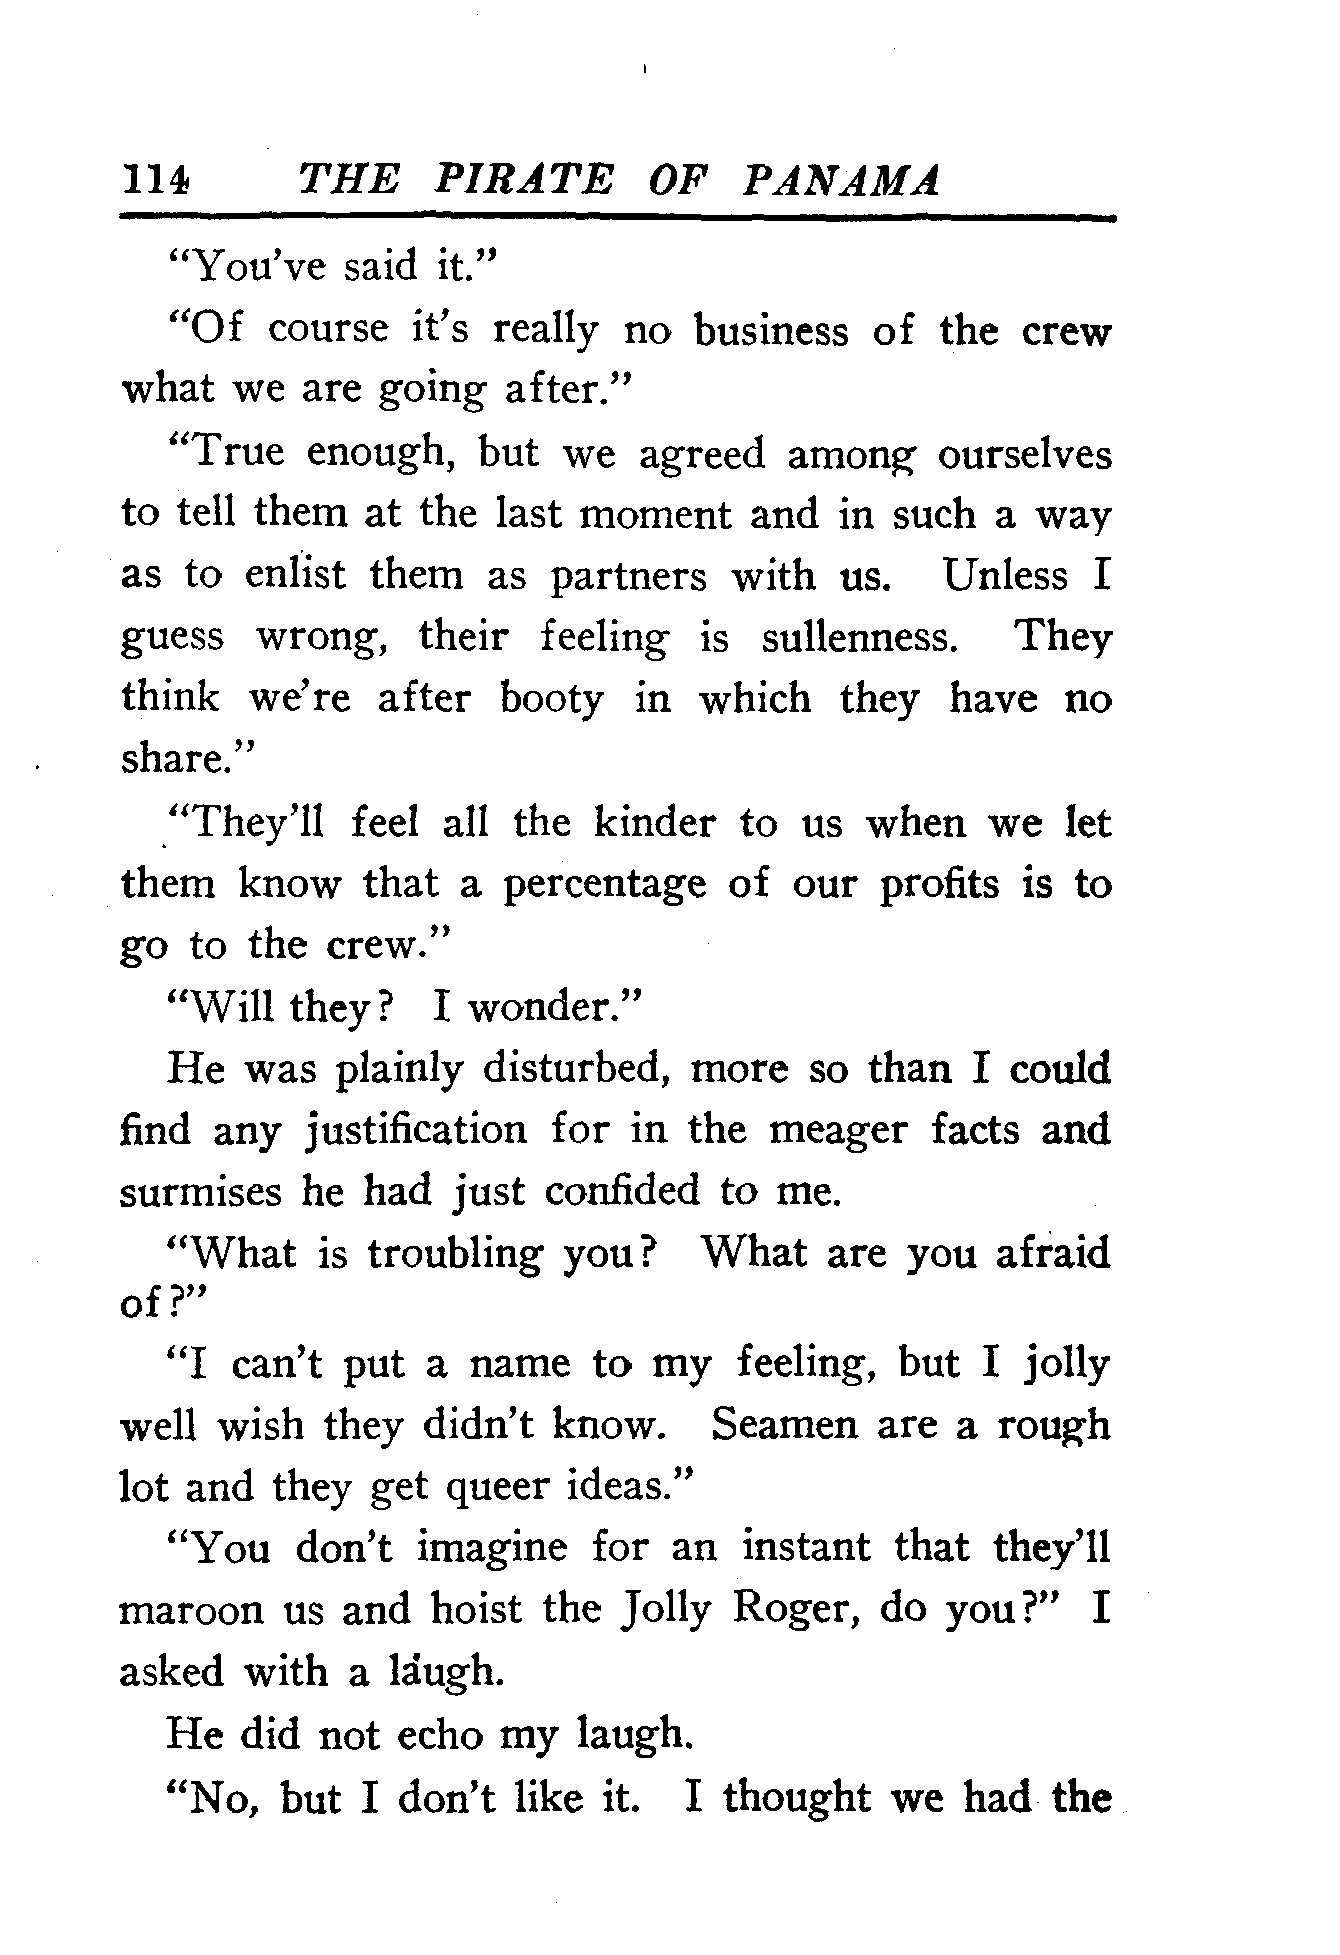 114 THE PIRATE OF PANAMA
“You’ve said it.”
“Of course it’s really no business of the crew
what we are going after.”
“True enough, but we agreed among ourselves
to tell them at the last moment and in such a way
as to enlist them as partners with us. Unless I
guess wrong, their feeling is sullenness. They
think we’re after booty in which they have no
share.”
“They’ll feel all the kinder to us when we let
them know that a percentage of our profits is to
go to the crew.”
“Will they? I wonder.”
He was plainly disturbed, more so than I could
find any justification for in the meager facts and
surmises he had just confided to me.
“What is troubling you? What are you afraid
of?”
“I can’t put a name to my feeling, but I jolly
well wish they didn’t know. Seamen are a rough
lot and they get queer ideas.”
“You don’t imagine for an instant that they’ll
maroon us and hoist the Jolly Roger, do you?” I
asked with a laugh.
He did not echo my laugh.
“No, but I don’t like it. I thought we had the